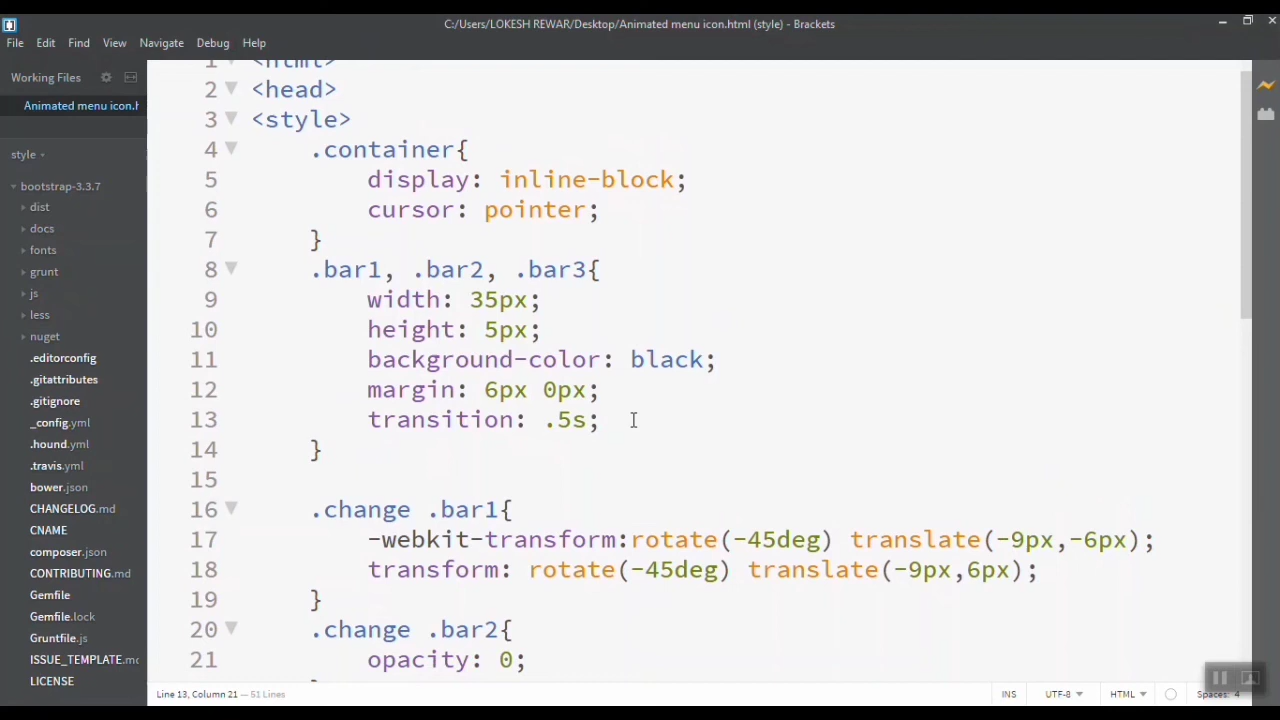 C:/Users/LOKESH REWAR/Desktop/Animated menu icon.html (style) - Brackets
File Edit Find View Navigate Debug Help
Working Files
Animated menu icon.h
style
bootstrap-3.3.7
dist
docs
fonts
grunt
js
less
nuget
.editorconfig
.gitattributes
.gitignore
_config.yml
.hound.yml
.travis.yml
bower.json
CHANGELOG.md
CNAME
composer.json
CONTRIBUTING.md
Gemfile
Gemfile.lock
Gruntfile.js
ISSUE_TEMPLATE.mc
LICENSE
1 <html>
2 <head>
3 <style>
4 .container{
5 display: inline-block;
6 cursor: pointer;
7 }
8 .bar1, .bar2, .bar3{
9 width: 35px;
10 height: 5px;
11 background-color: black;
12 margin: 6px 0px;
13 transition: .5s;
14 }
15
16 .change .bar1{
17 -webkit-transform:rotate(-45deg) translate(-9px,-6px);
18 transform: rotate(-45deg) translate(-9px,6px);
19 }
20 .change .bar2{
21 opacity: 0;
Line 13, Column 21 — 51 Lines
INS UTF-8 HTML Spaces: 4